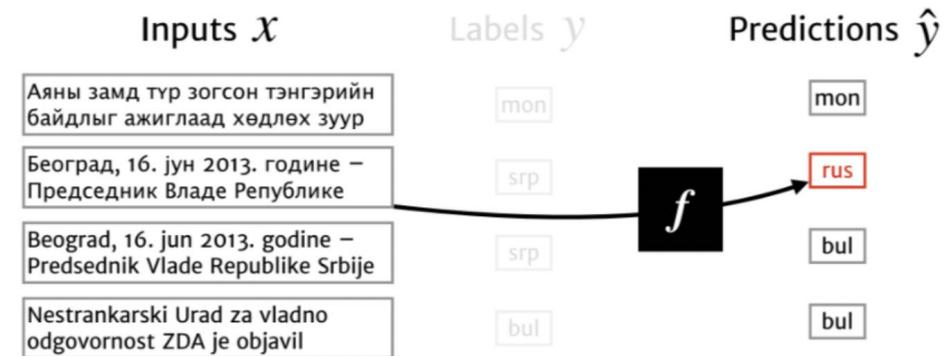 Inputs x Labels y Predictions ŷ
Аяны замд түр зогсон тэнгэрийн
байдлыг ажиглаад хөдлөх зуур
mon
mon
Београд, 16. јун 2013. године –
Председник Владе Републике
srp
f
rus
Beograd, 16. jun 2013. godine –
Predsednik Vlade Republike Srbije
srp
bul
Nestrankarski Urad za vladno
odgovornost ZDA je objavil
bul
bul